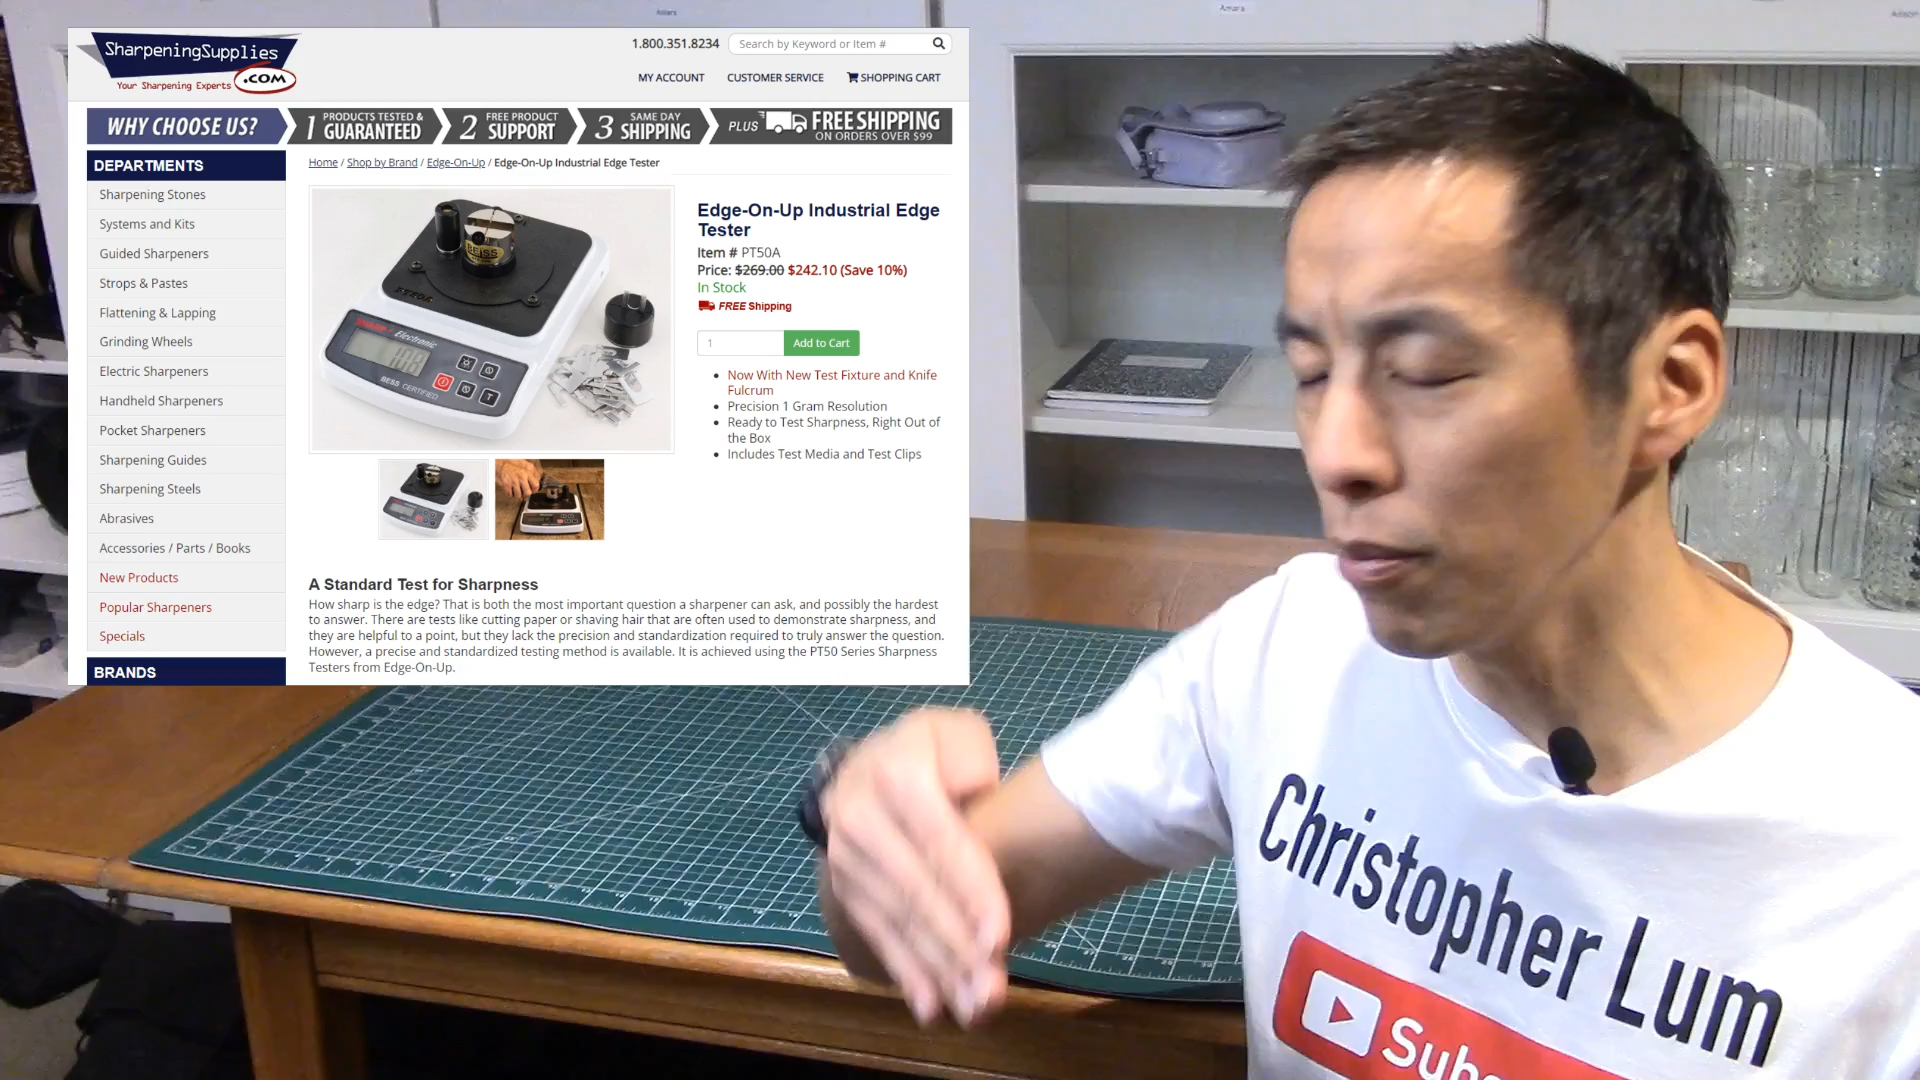 Amara
SharpeningSupplies
.COM
Your Sharpening Experts
1.800.351.8234
Search by Keyword or Item #
MY ACCOUNT
CUSTOMER SERVICE
SHOPPING CART
WHY CHOOSE US?
1 PRODUCTS TESTED &
GUARANTEED
2 FREE PRODUCT
SUPPORT
3 SAME DAY
SHIPPING
PLUS FREE SHIPPING
ON ORDERS OVER $99
DEPARTMENTS
Sharpening Stones
Systems and Kits
Guided Sharpeners
Strops & Pastes
Flattening & Lapping
Grinding Wheels
Electric Sharpeners
Handheld Sharpeners
Pocket Sharpeners
Sharpening Guides
Sharpening Steels
Abrasives
Accessories / Parts / Books
New Products
Popular Sharpeners
Specials
BRANDS
Home / Shop by Brand / Edge-On-Up / Edge-On-Up Industrial Edge Tester
BESS
Electronic
BESS CERTIFIED
T
Edge-On-Up Industrial Edge
Tester
Item # PT50A
Price: $269.00 $242.10 (Save 10%)
In Stock
FREE Shipping
1
Add to Cart
Now With New Test Fixture and Knife
Fulcrum
Precision 1 Gram Resolution
Ready to Test Sharpness, Right Out of
the Box
Includes Test Media and Test Clips
A Standard Test for Sharpness
How sharp is the edge? That is both the most important question a sharpener can ask, and possibly the hardest
to answer. There are tests like cutting paper or shaving hair that are often used to demonstrate sharpness, and
they are helpful to a point, but they lack the precision and standardization required to truly answer the question.
However, a precise and standardized testing method is available. It is achieved using the PT50 Series Sharpness
Testers from Edge-On-Up.
Christopher Lum
Subs